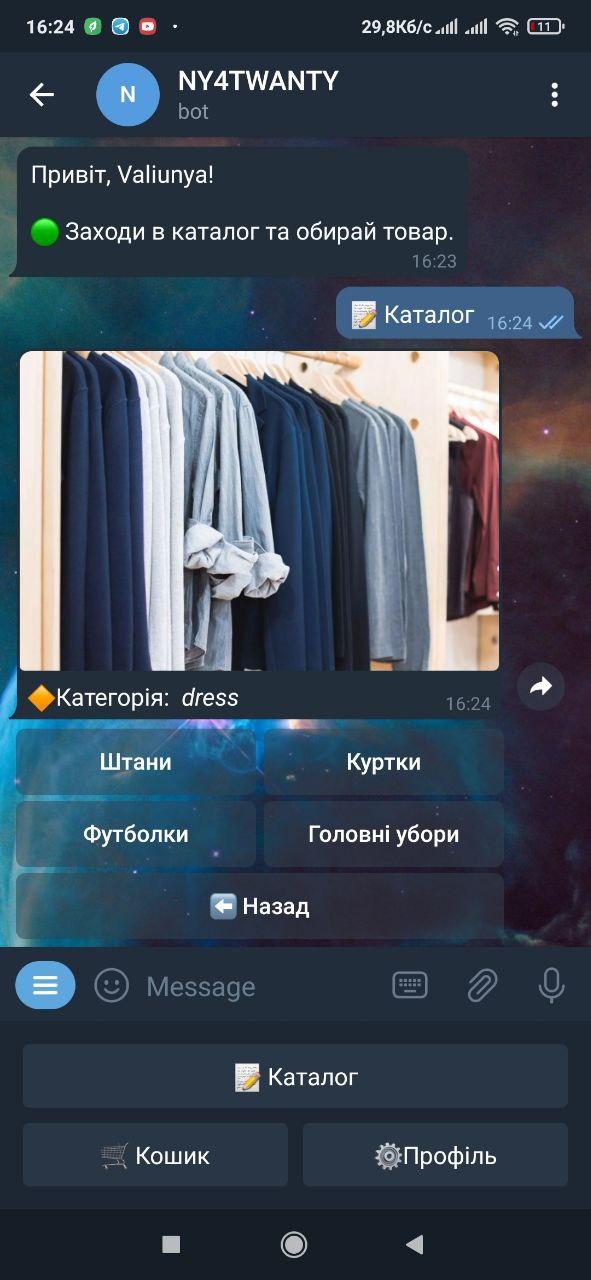 16:24
29,8Кб/с
11
N
NY4TWANTY
bot
Привіт, Valiunya!
🟢 Заходи в каталог та обирай товар.
16:23
📝 Каталог 16:24
🔶Категорія: dress
16:24
Штани
Куртки
Футболки
Головні убори
⬅️ Назад
Message
📝 Каталог
🛒 Кошик
⚙️Профіль